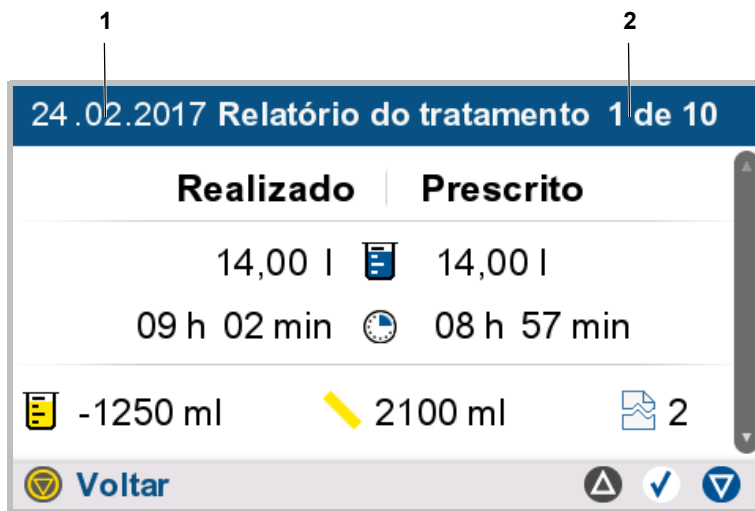 1 2
24.02.2017 Relatório do tratamento 1 de 10
Realizado Prescrito
14,00 l 14,00 l
09 h 02 min 08 h 57 min
-1250 ml 2100 ml 2
Voltar